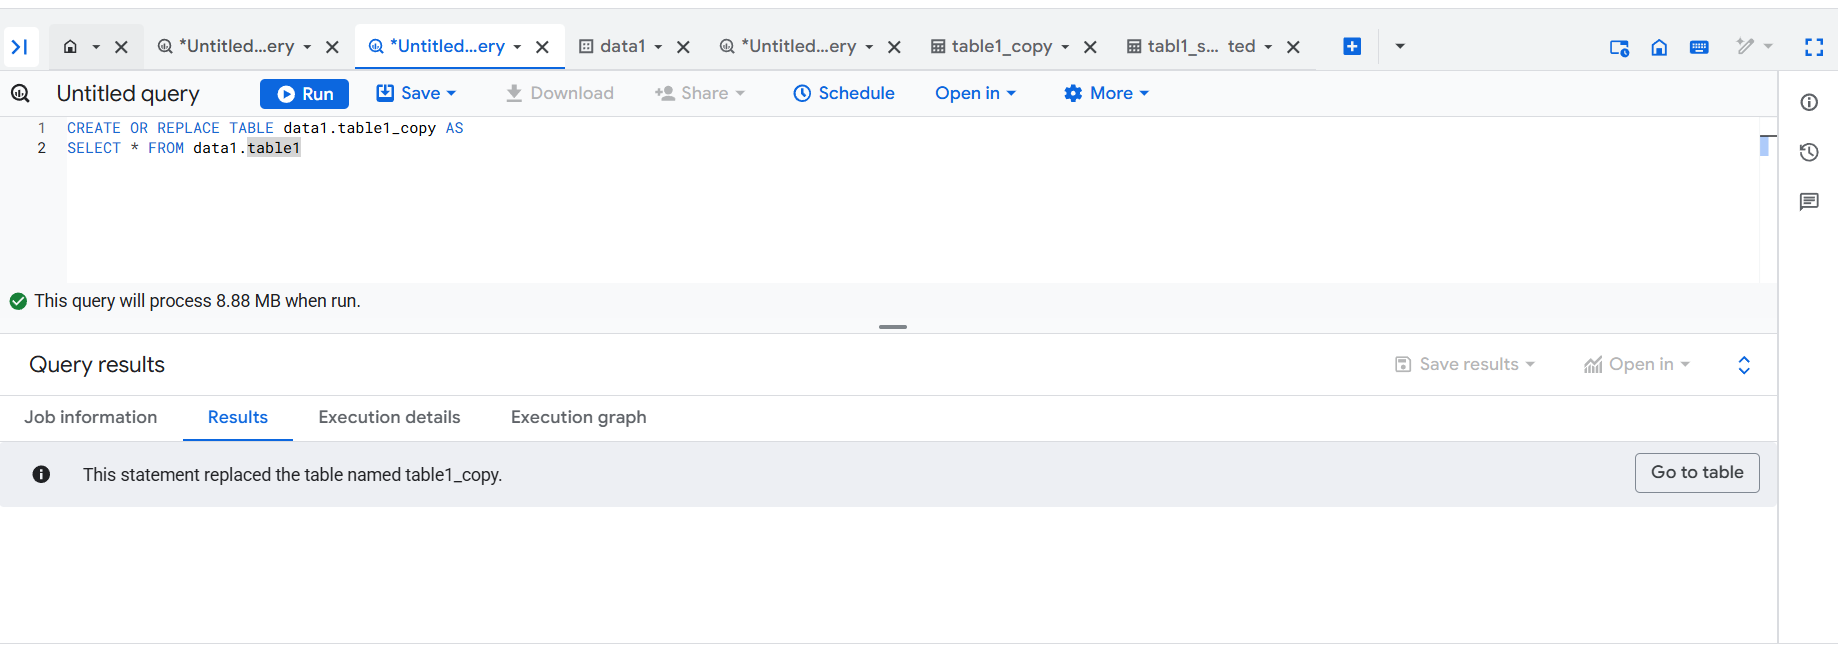 *Untitled...ery *Untitled...ery data1 *Untitled...ery table1_copy tabl1_s... ted
Untitled query Run Save Download Share Schedule Open in More
1 CREATE OR REPLACE TABLE data1.table1_copy AS
2 SELECT * FROM data1.table1
This query will process 8.88 MB when run.
Query results Save results Open in
Job information Results Execution details Execution graph
This statement replaced the table named table1_copy. Go to table